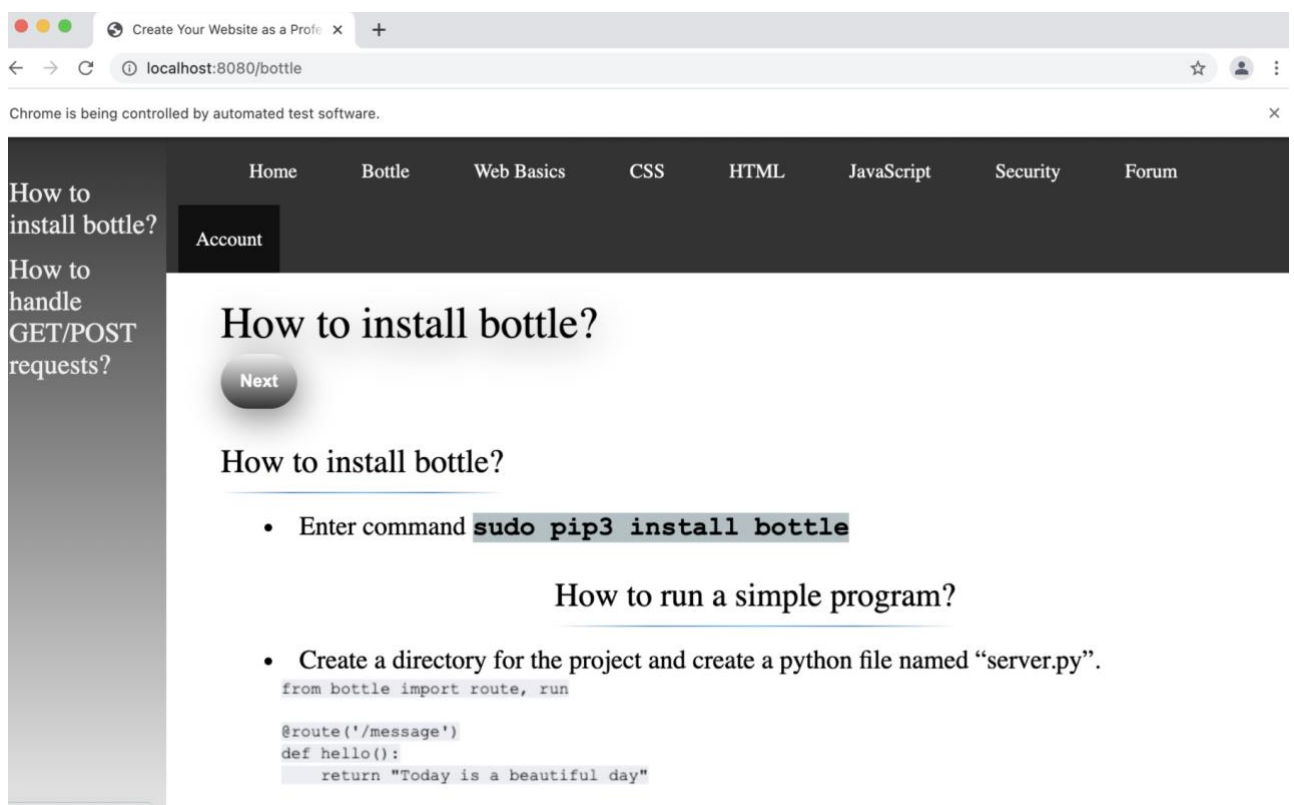 Create Your Website as a Profe
localhost:8080/bottle
Chrome is being controlled by automated test software.
Home Bottle Web Basics CSS HTML JavaScript Security Forum
Account
How to
install bottle?
How to
handle
GET/POST
requests?
How to install bottle?
Next
How to install bottle?
• Enter command sudo pip3 install bottle
How to run a simple program?
• Create a directory for the project and create a python file named “server.py”.
from bottle import route, run
@route('/message')
def hello():
    return "Today is a beautiful day"